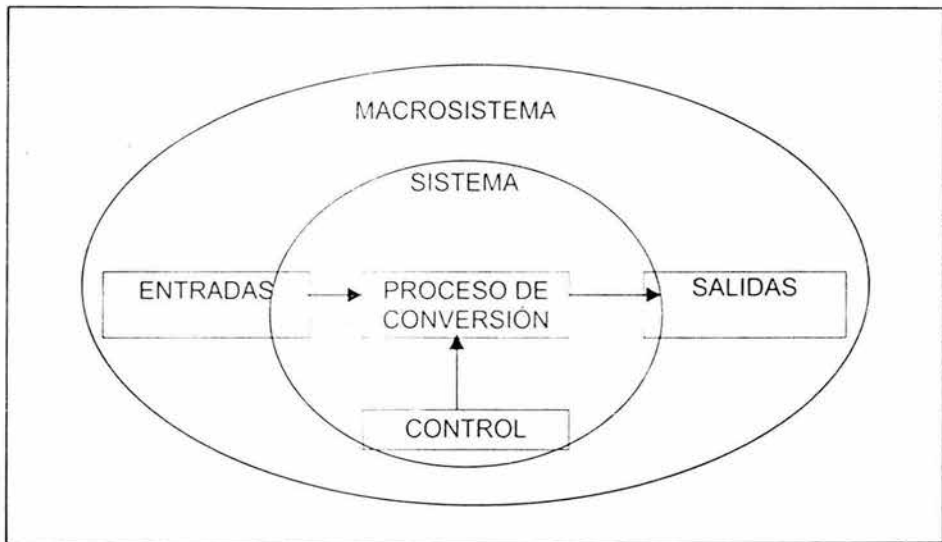 MACROSISTEMA
SISTEMA
ENTRADAS
PROCESO DE
CONVERSIÓN
SALIDAS
CONTROL